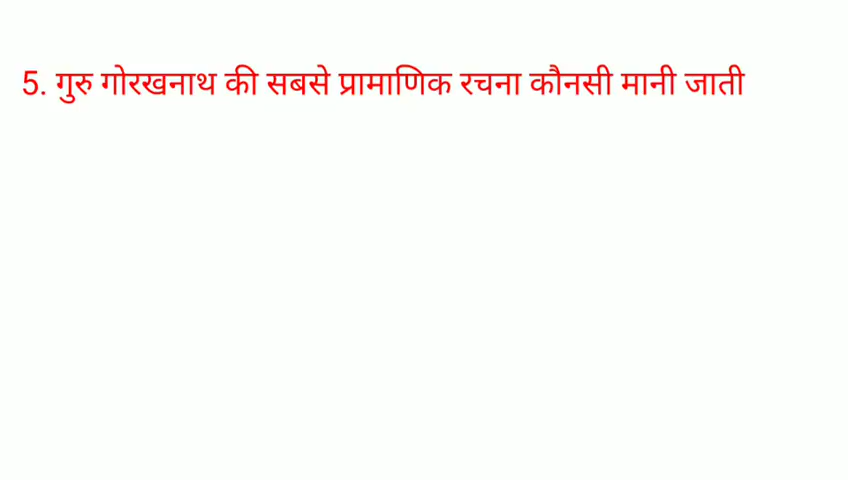 5. गुरु गोरखनाथ की सबसे प्रामाणिक रचना कौनसी मानी जाती